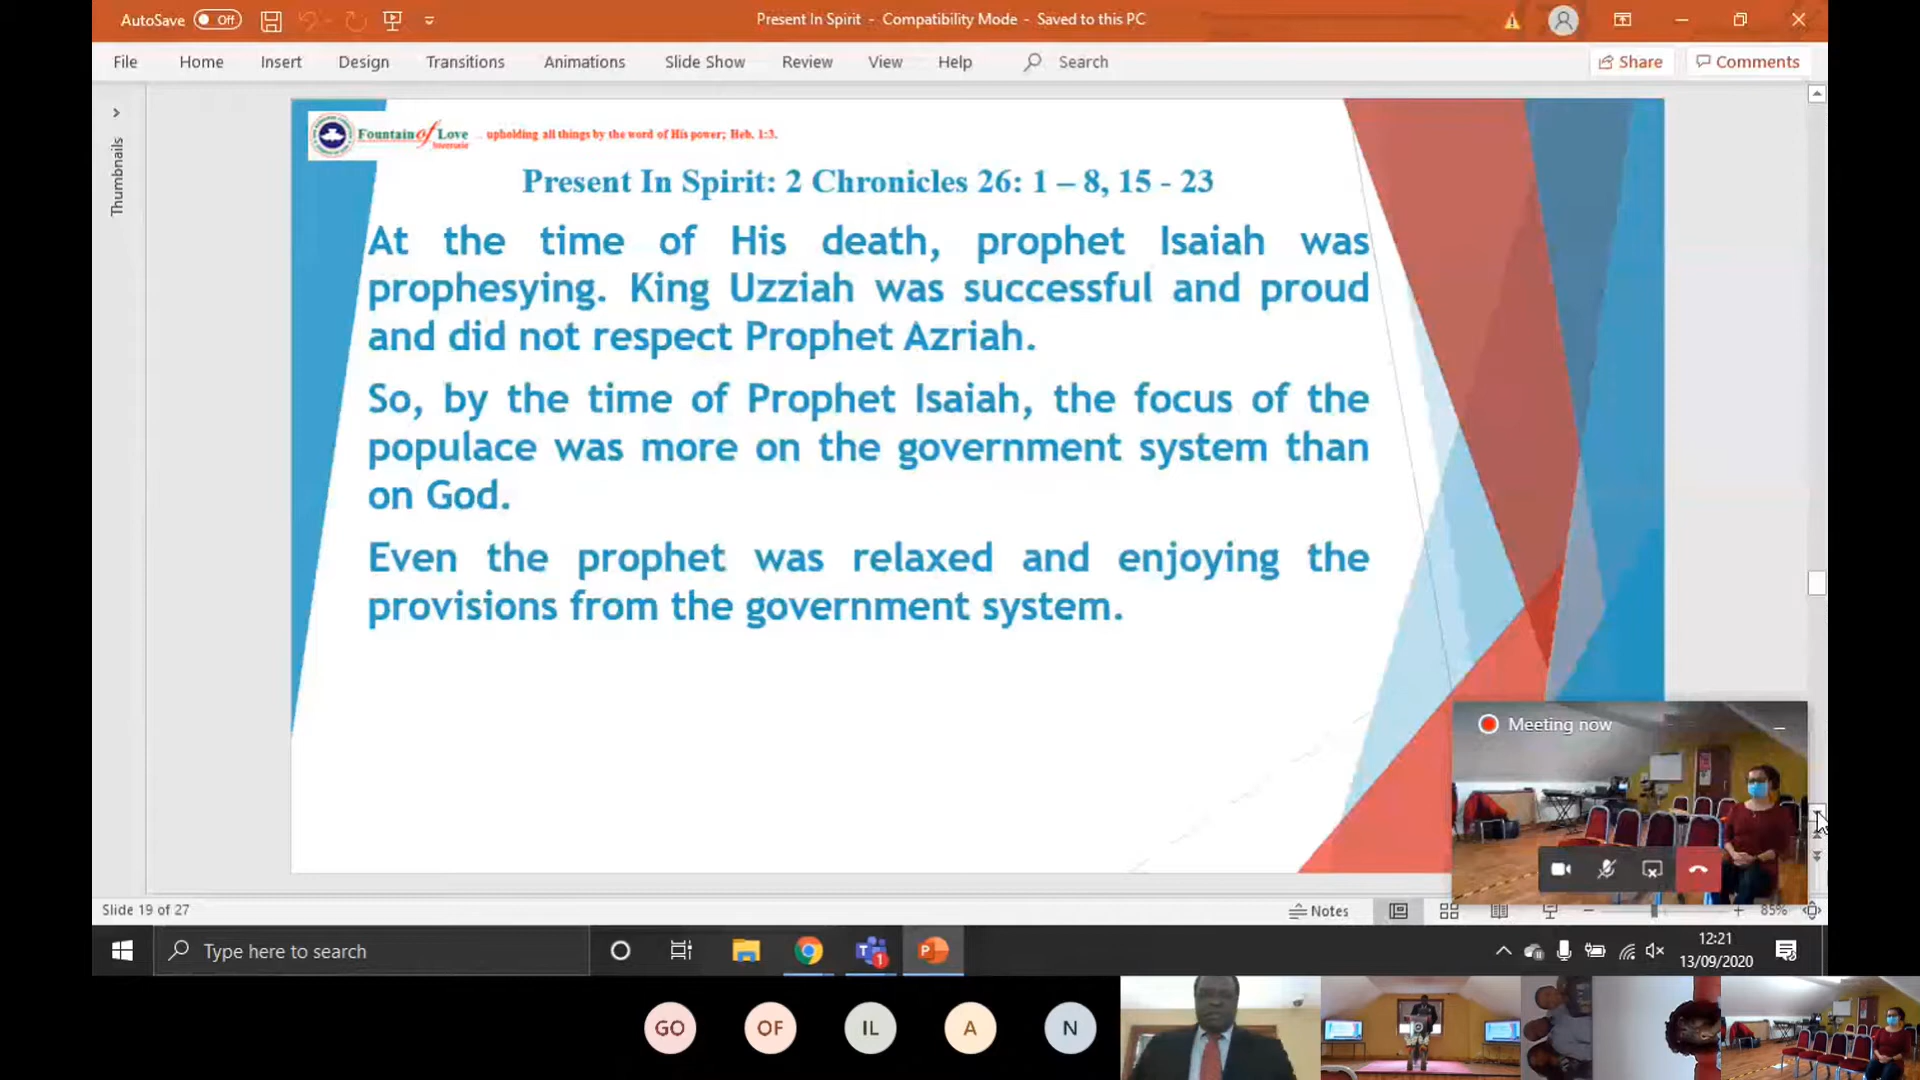 AutoSave Off
Present In Spirit - Compatibility Mode - Saved to this PC
File Home Insert Design Transitions Animations Slide Show Review View Help Search Share Comments
Thumbnails
Fountain of Love
upholding all things by the word of His power; Heb. 1:3.
Present In Spirit: 2 Chronicles 26: 1 – 8, 15 - 23
At the time of His death, prophet Isaiah was
prophesying. King Uzziah was successful and proud
and did not respect Prophet Azriah.
So, by the time of Prophet Isaiah, the focus of the
populace was more on the government system than
on God.
Even the prophet was relaxed and enjoying the
provisions from the government system.
Meeting now
Slide 19 of 27
Notes
85%
Type here to search
1
12:21
13/09/2020
GO OF IL A N